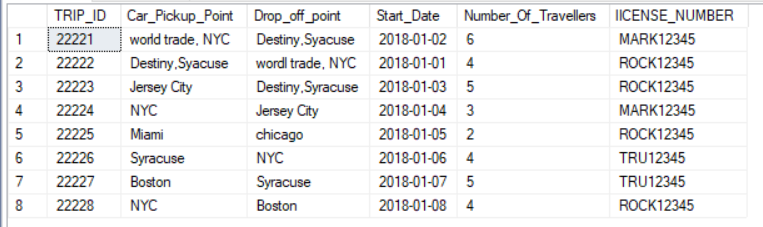 TRIP_ID Car_Pickup_Point Drop_off_point Start_Date Number_Of_Travellers lICENSE_NUMBER
1 22221 world trade, NYC Destiny,Syacuse 2018-01-02 6 MARK12345
2 22222 Destiny,Syacuse wordl trade, NYC 2018-01-01 4 ROCK12345
3 22223 Jersey City Destiny,Syracuse 2018-01-03 5 ROCK12345
4 22224 NYC Jersey City 2018-01-04 3 MARK12345
5 22225 Miami chicago 2018-01-05 2 ROCK12345
6 22226 Syracuse NYC 2018-01-06 4 TRU12345
7 22227 Boston Syracuse 2018-01-07 5 TRU12345
8 22228 NYC Boston 2018-01-08 4 ROCK12345